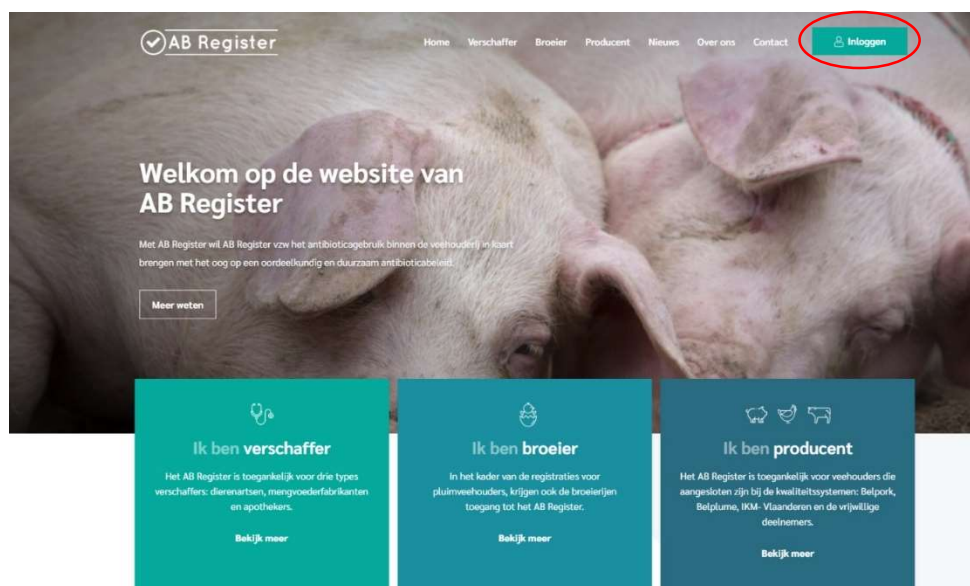 AB Register
Home Verschaffer Broeier Producent Nieuws Over ons Contact Inloggen
Welkom op de website van
AB Register
Met AB Register wil AB Register vzw het antibioticagebruik binnen de veehouderij in kaart
brengen met het oog op een oordeelkundig en duurzaam antibioticabeleid.
Meer weten
Ik ben verschaffer
Het AB Register is toegankelijk voor drie types
verschaffers: dierenartsen, mengvoederfabrikanten
en apothekers.
Bekijk meer
Ik ben broeier
In het kader van de registraties voor
pluimveehouders, krijgen ook de broeierijen
toegang tot het AB Register.
Bekijk meer
Ik ben producent
Het AB Register is toegankelijk voor veehouders die
aangesloten zijn bij de kwaliteitssystemen: Belpork,
Belplume, IKM- Vlaanderen en de vrijwillige
deelnemers.
Bekijk meer